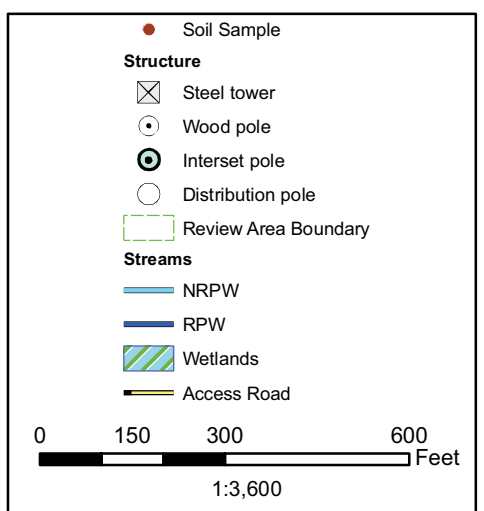 Soil Sample
Structure
Steel tower
Wood pole
Interset pole
Distribution pole
Review Area Boundary
Streams
NRPW
RPW
Wetlands
Access Road
0 150 300 600
Feet
1:3,600